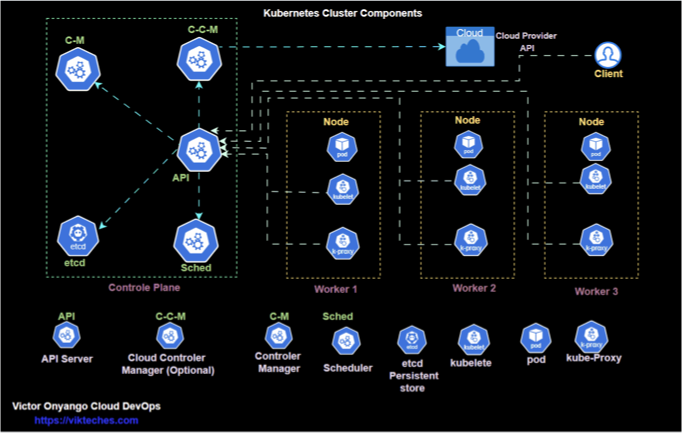 Kubernetes Cluster Components
C-M
C-C-M
Cloud
Cloud Provider
API
Client
API
etcd
etcd
Sched
Controle Plane
Node
pod
kubelet
k-proxy
Worker 1
Node
pod
kubelet
k-proxy
Worker 2
Node
pod
kubelet
k-proxy
Worker 3
API
API Server
C-C-M
Cloud Controler
Manager (Optional)
C-M
Controler
Manager
Sched
Scheduler
etcd
etcd
Persistent
store
kubelet
kubelete
pod
pod
k-proxy
kube-Proxy
Victor Onyango Cloud DevOps
https://vikteches.com